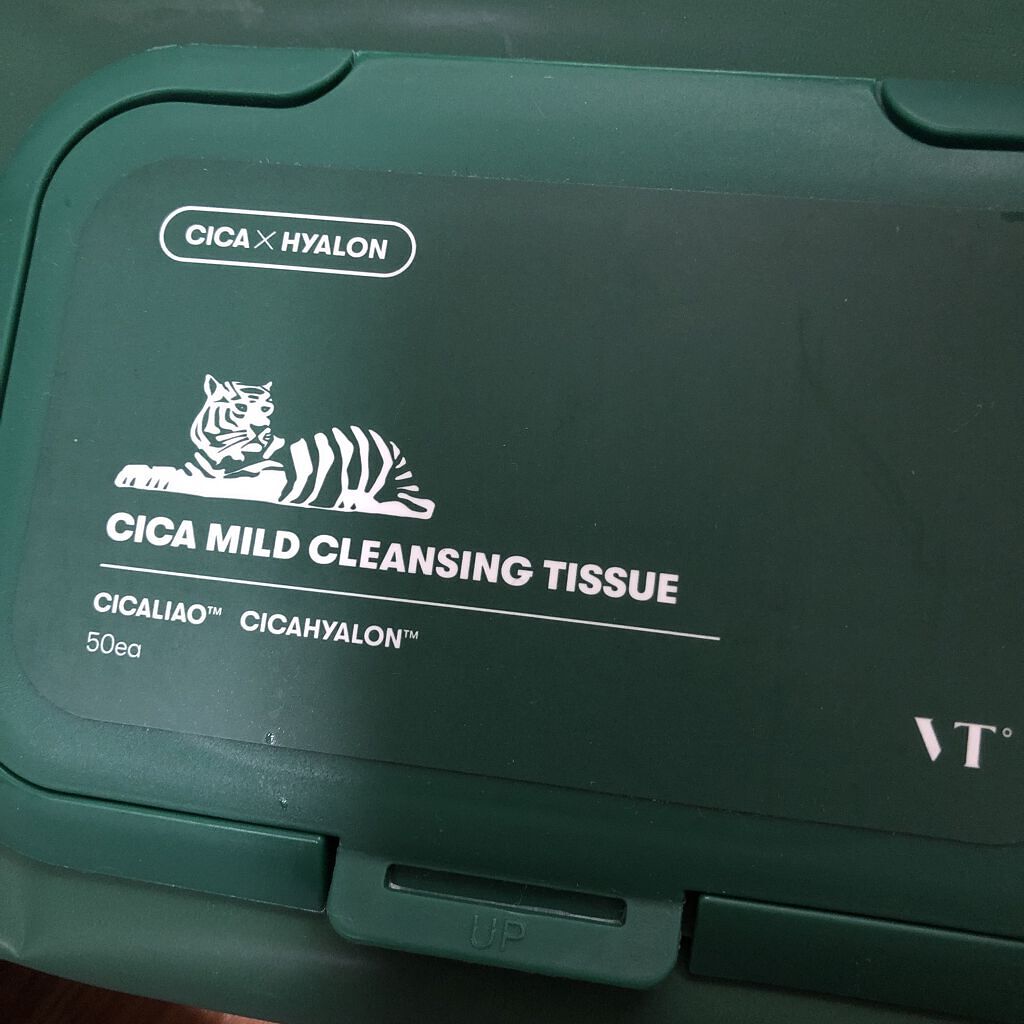 CICA × HYALON
CICA MILD CLEANSING TISSUE
CICALIAO™ CICAHYALON™
50ea
VT°
UP